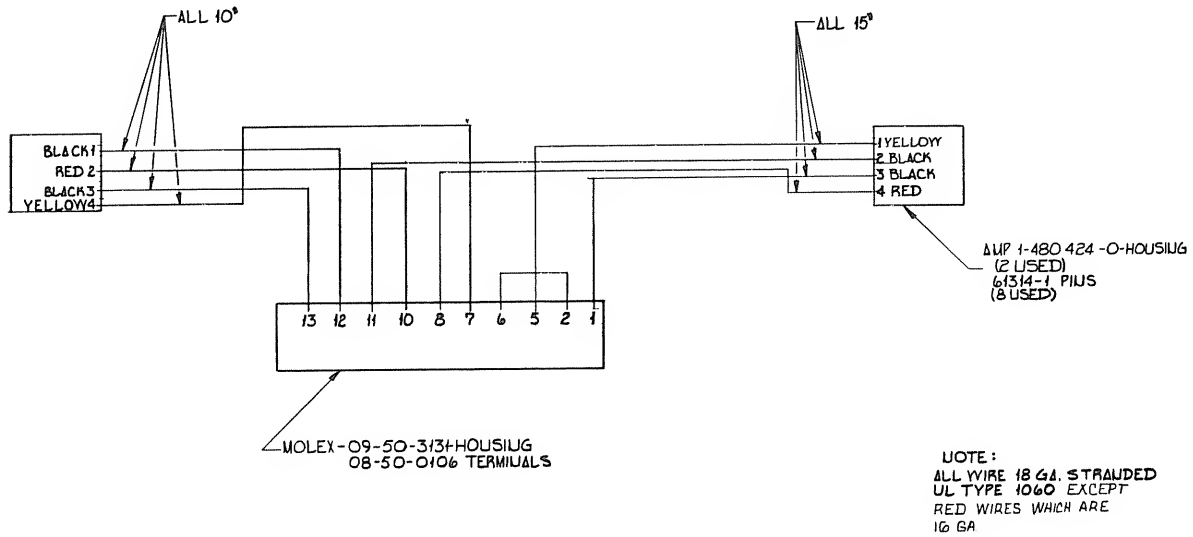 ALL 10"
ALL 15"
BLACK 1
RED 2
BLACK 3
YELLOW 4
1 YELLOW
2 BLACK
3 BLACK
4 RED
AMP 1-480 424-0-HOUSING
(2 USED)
61314-1 PINS
(8 USED)
13 12 11 10 8 7 6 5 2 1
MOLEX-09-50-3131-HOUSING
08-50-0106 TERMINALS
NOTE:
ALL WIRE 18 GA. STRANDED
UL TYPE 1060 EXCEPT
RED WIRES WHICH ARE
16 GA